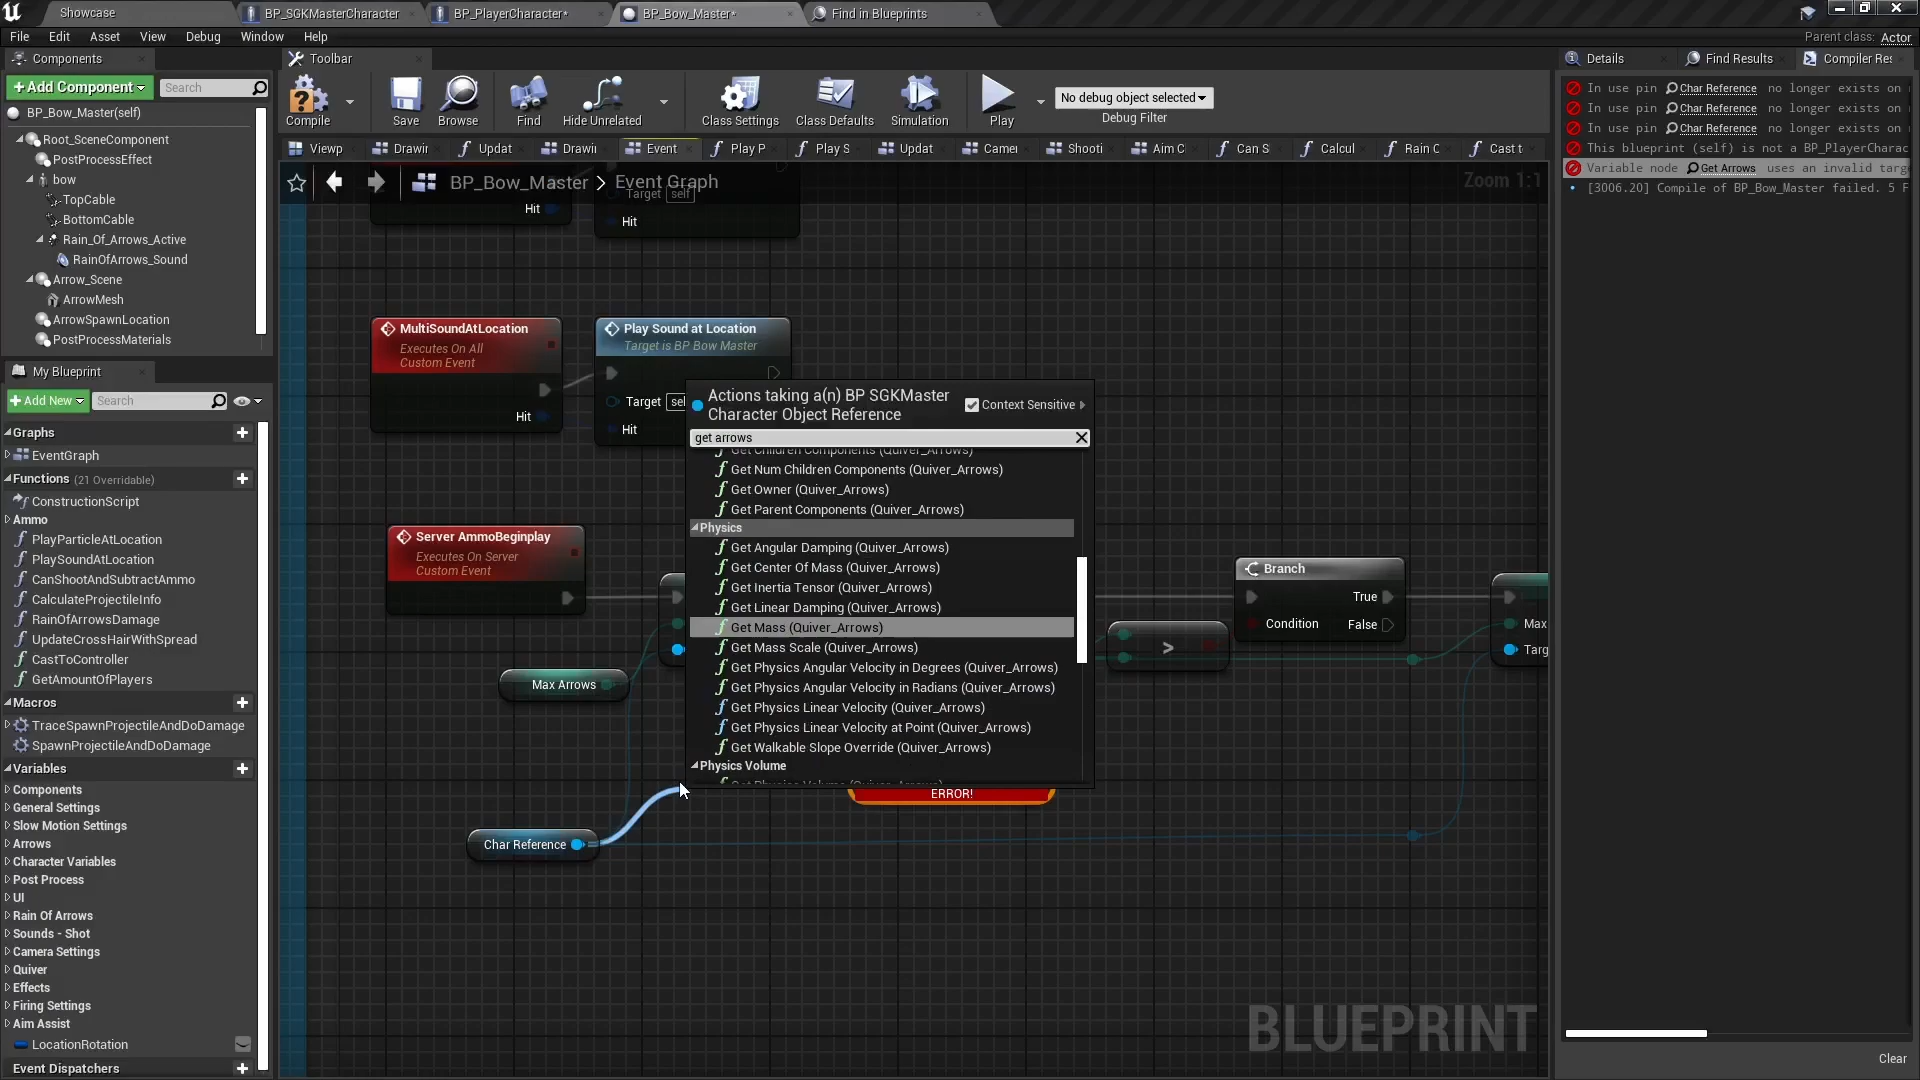 Showcase
BP_SGKMasterCharacter
BP_PlayerCharacter*
BP_Bow_Master*
Find in Blueprints
File Edit Asset View Debug Window Help
Parent class: Actor
Components
+Add Component
Search
BP_Bow_Master(self)
Root_SceneComponent
PostProcessEffect
bow
TopCable
BottomCable
Rain_Of_Arrows_Active
RainOfArrows_Sound
Arrow_Scene
ArrowMesh
ArrowSpawnLocation
PostProcessMaterials
My Blueprint
+Add New
Search
Graphs
EventGraph
Functions (21 Overridable)
ConstructionScript
Ammo
PlayParticleAtLocation
PlaySoundAtLocation
CanShootAndSubtractAmmo
CalculateProjectileInfo
RainOfArrowsDamage
UpdateCrossHairWithSpread
CastToController
GetAmountOfPlayers
Macros
TraceSpawnProjectileAndDoDamage
SpawnProjectileAndDoDamage
Variables
Components
General Settings
Slow Motion Settings
Arrows
Character Variables
Post Process
UI
Rain Of Arrows
Sounds - Shot
Camera Settings
Quiver
Effects
Firing Settings
Aim Assist
LocationRotation
Event Dispatchers
Toolbar
Compile
Save
Browse
Find
Hide Unrelated
Class Settings
Class Defaults
Simulation
Play
No debug object selected
Debug Filter
Viewp
Drawin
Updat
Drawi
Event
Play P
Play S
Updat
Camer
Shooti
Aim C
Can S
Calcul
Rain C
Cast t
BP_Bow_Master > Event Graph
Zoom 1:1
Target self
Hit
Hit
MultiSoundAtLocation
Executes On All
Custom Event
Hit
Play Sound at Location
Target is BP Bow Master
Target sel
Hit
Actions taking a(n) BP SGKMaster
Character Object Reference
Context Sensitive
get arrows
Get Children Components (Quiver_Arrows)
Get Num Children Components (Quiver_Arrows)
Get Owner (Quiver_Arrows)
Get Parent Components (Quiver_Arrows)
Physics
Get Angular Damping (Quiver_Arrows)
Get Center Of Mass (Quiver_Arrows)
Get Inertia Tensor (Quiver_Arrows)
Get Linear Damping (Quiver_Arrows)
Get Mass (Quiver_Arrows)
Get Mass Scale (Quiver_Arrows)
Get Physics Angular Velocity in Degrees (Quiver_Arrows)
Get Physics Angular Velocity in Radians (Quiver_Arrows)
Get Physics Linear Velocity (Quiver_Arrows)
Get Physics Linear Velocity at Point (Quiver_Arrows)
Get Walkable Slope Override (Quiver_Arrows)
Physics Volume
Get Physics Volume (Quiver_Arrows)
Server AmmoBeginplay
Executes On Server
Custom Event
Max Arrows
Char Reference
ERROR!
>
Branch
True
Condition
False
Max
Targ
BLUEPRINT
Details
Find Results
Compiler Res
In use pin Char Reference no longer exists on
In use pin Char Reference no longer exists on
In use pin Char Reference no longer exists on
This blueprint (self) is not a BP_PlayerCharac
Variable node Get Arrows uses an invalid targ
[3006.20] Compile of BP_Bow_Master failed. 5 F
Clear